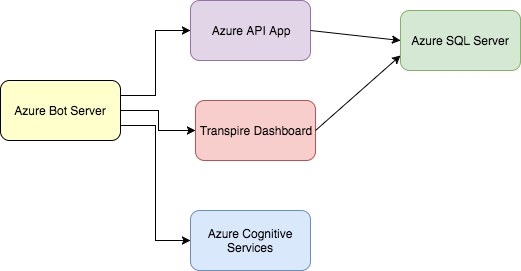 Azure API App
Azure SQL Server
Azure Bot Server
Transpire Dashboard
Azure Cognitive
Services